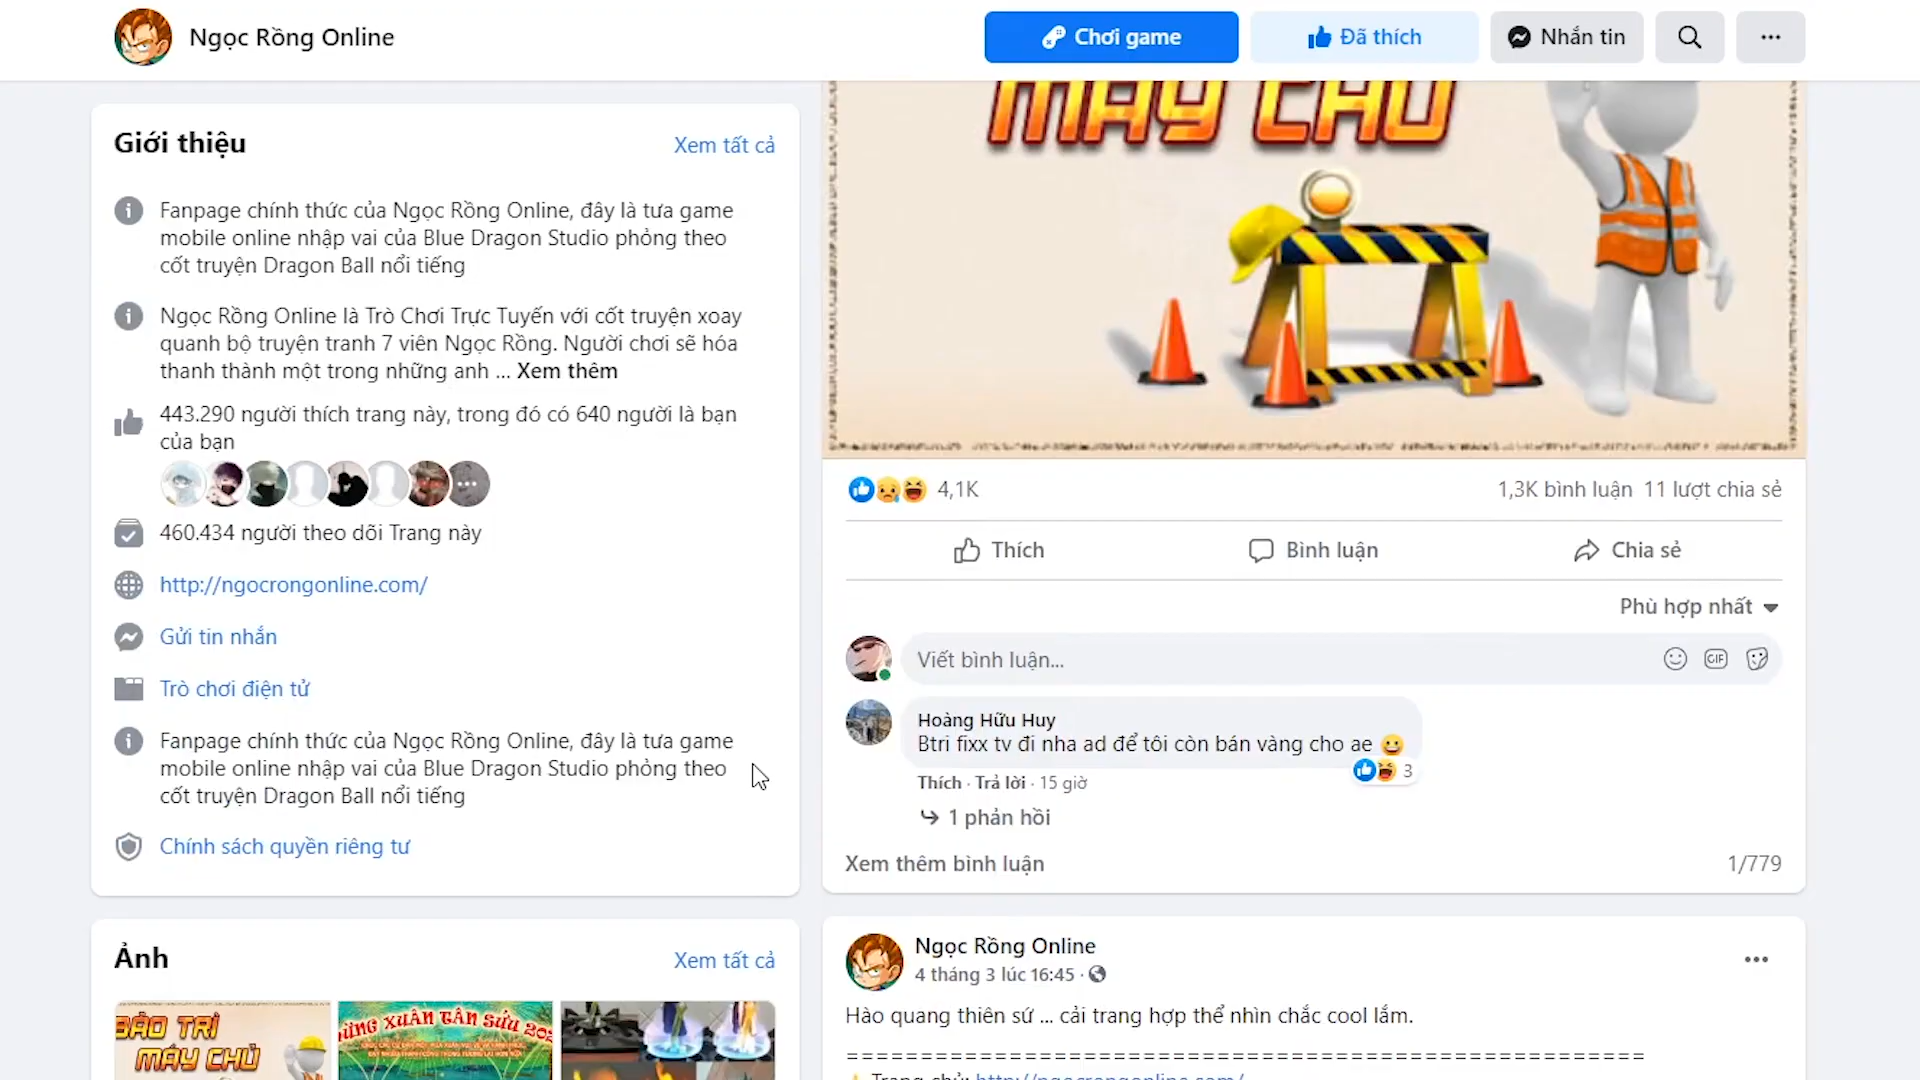 Ngọc Rồng Online
Chơi game
Đã thích
Nhắn tin
Giới thiệu
Xem tất cả
Fanpage chính thức của Ngọc Rồng Online, đây là tựa game
mobile online nhập vai của Blue Dragon Studio phỏng theo
cốt truyện Dragon Ball nổi tiếng
Ngọc Rồng Online là Trò Chơi Trực Tuyến với cốt truyện xoay
quanh bộ truyện tranh 7 viên Ngọc Rồng. Người chơi sẽ hóa
thanh thành một trong những anh ... Xem thêm
443.290 người thích trang này, trong đó có 640 người là bạn
của bạn
460.434 người theo dõi Trang này
http://ngocrongonline.com/
Gửi tin nhắn
Trò chơi điện tử
Fanpage chính thức của Ngọc Rồng Online, đây là tựa game
mobile online nhập vai của Blue Dragon Studio phỏng theo
cốt truyện Dragon Ball nổi tiếng
Chính sách quyền riêng tư
Ảnh
Xem tất cả
BẢO TRÌ
MÁY CHỦ
MÁY CHỦ
4,1K
1,3K bình luận 11 lượt chia sẻ
Thích
Bình luận
Chia sẻ
Phù hợp nhất
Viết bình luận...
GIF
Hoàng Hữu Huy
Btri fixx tv đi nha ad để tôi còn bán vàng cho ae 😀
3
Thích · Trả lời · 15 giờ
1 phản hồi
Xem thêm bình luận
1/779
Ngọc Rồng Online
4 tháng 3 lúc 16:45 ·
Hào quang thiên sứ ... cải trang hợp thể nhìn chắc cool lắm.
======================================================
Trang chủ: http://ngocrongonline.com/